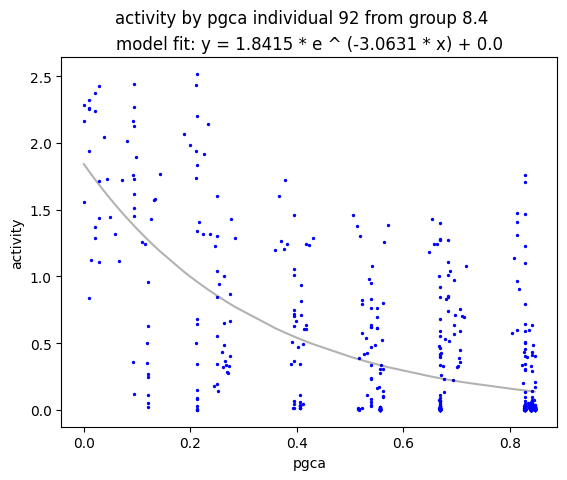 activity by pgca individual 92 from group 8.4
model fit: y = 1.8415 * e ^ (-3.0631 * x) + 0.0
2.5
2.0
1.5
1.0
0.5
0.0
activity
0.0 0.2 0.4 0.6 0.8
pgca